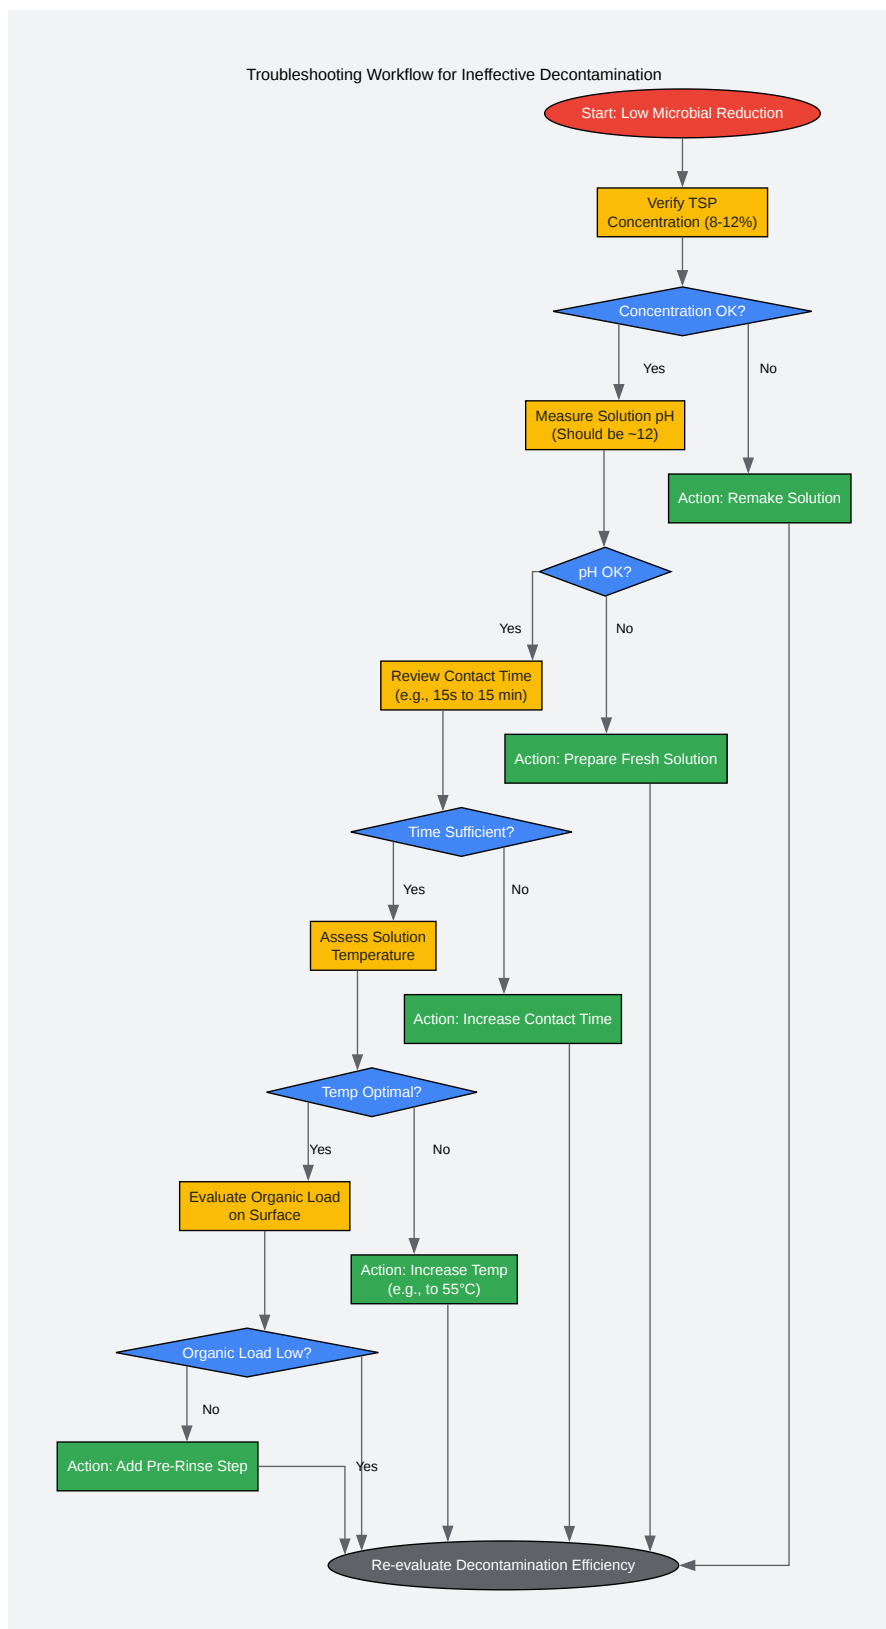 Troubleshooting Workflow for Ineffective Decontamination
Start: Low Microbial Reduction
Verify TSP
Concentration (8-12%)
Concentration OK?
Yes
No
Measure Solution pH
(Should be ~12)
Action: Remake Solution
pH OK?
Yes
No
Review Contact Time
(e.g., 15s to 15 min)
Action: Prepare Fresh Solution
Time Sufficient?
Yes
No
Assess Solution
Temperature
Action: Increase Contact Time
Temp Optimal?
Yes
No
Evaluate Organic Load
on Surface
Action: Increase Temp
(e.g., to 55°C)
Organic Load Low?
No
Action: Add Pre-Rinse Step
Yes
Re-evaluate Decontamination Efficiency